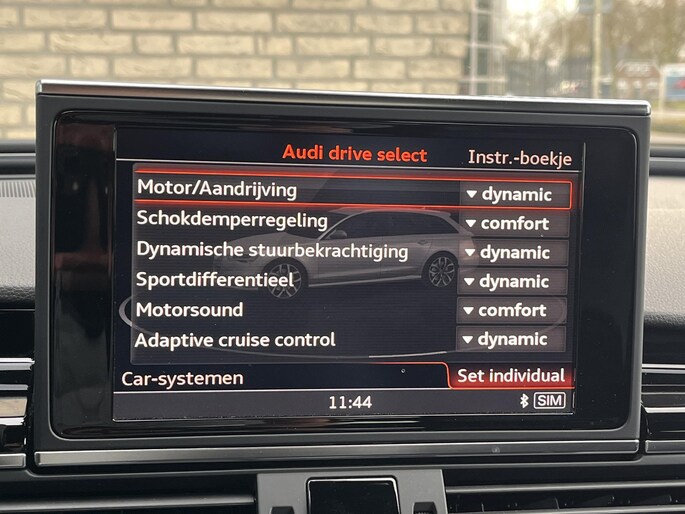 Audi drive select Instr.-boekje
Motor/Aandrijving dynamic
Schokdemperregeling comfort
Dynamische stuurbekrachtiging dynamic
Sportdifferentieel dynamic
Motorsound comfort
Adaptive cruise control dynamic
Car-systemen Set individual
11:44 SIM